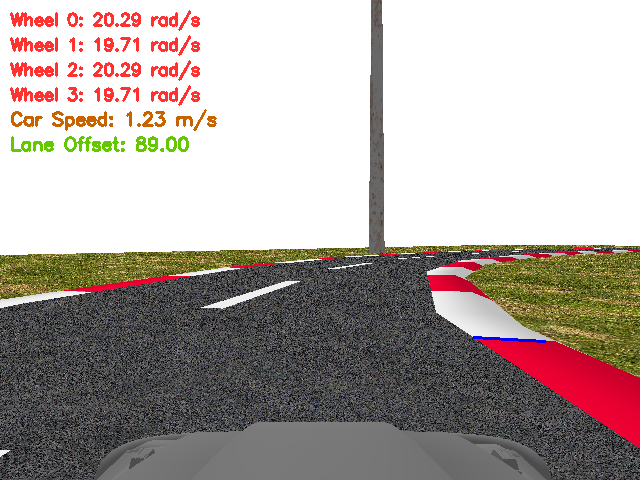 Wheel 0: 20.29 rad/s
Wheel 1: 19.71 rad/s
Wheel 2: 20.29 rad/s
Wheel 3: 19.71 rad/s
Car Speed: 1.23 m/s
Lane Offset: 89.00